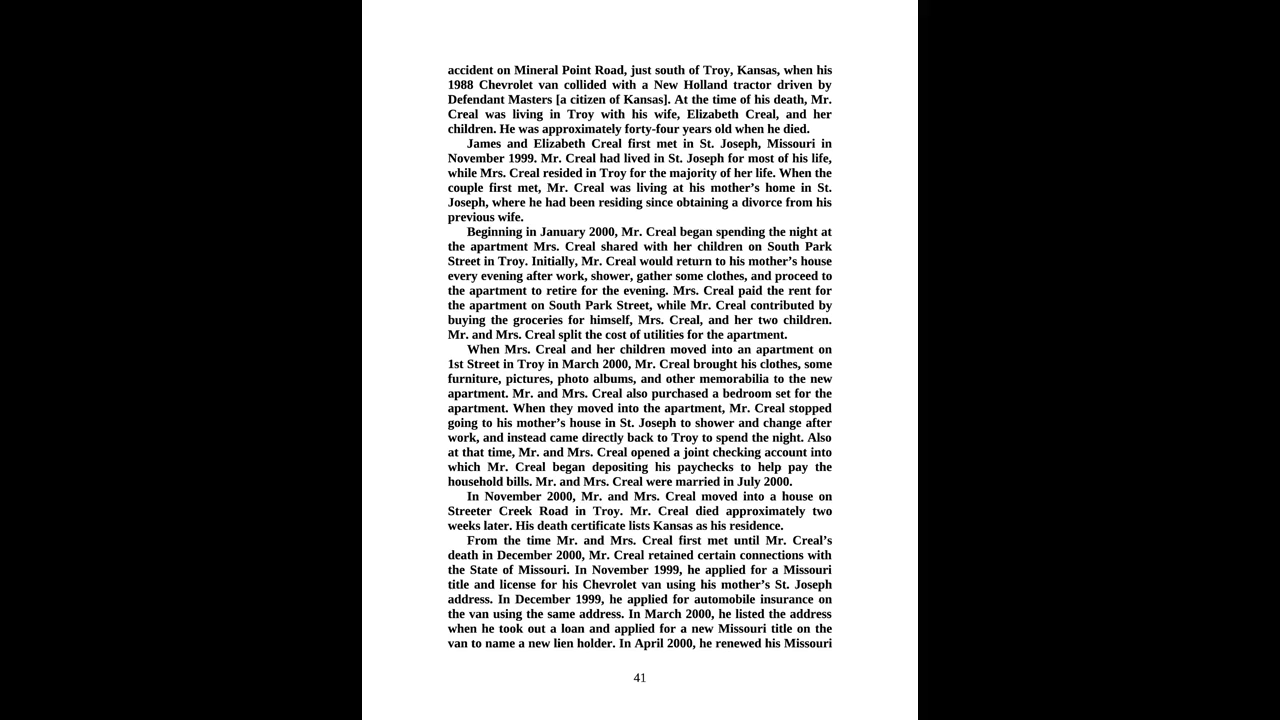 accident on Mineral Point Road, just south of Troy, Kansas, when his
1988 Chevrolet van collided with a New Holland tractor driven by
Defendant Masters [a citizen of Kansas]. At the time of his death, Mr.
Creal was living in Troy with his wife, Elizabeth Creal, and her
children. He was approximately forty-four years old when he died.
James and Elizabeth Creal first met in St. Joseph, Missouri in
November 1999. Mr. Creal had lived in St. Joseph for most of his life,
while Mrs. Creal resided in Troy for the majority of her life. When the
couple first met, Mr. Creal was living at his mother’s home in St.
Joseph, where he had been residing since obtaining a divorce from his
previous wife.
Beginning in January 2000, Mr. Creal began spending the night at
the apartment Mrs. Creal shared with her children on South Park
Street in Troy. Initially, Mr. Creal would return to his mother’s house
every evening after work, shower, gather some clothes, and proceed to
the apartment to retire for the evening. Mrs. Creal paid the rent for
the apartment on South Park Street, while Mr. Creal contributed by
buying the groceries for himself, Mrs. Creal, and her two children.
Mr. and Mrs. Creal split the cost of utilities for the apartment.
When Mrs. Creal and her children moved into an apartment on
1st Street in Troy in March 2000, Mr. Creal brought his clothes, some
furniture, pictures, photo albums, and other memorabilia to the new
apartment. Mr. and Mrs. Creal also purchased a bedroom set for the
apartment. When they moved into the apartment, Mr. Creal stopped
going to his mother’s house in St. Joseph to shower and change after
work, and instead came directly back to Troy to spend the night. Also
at that time, Mr. and Mrs. Creal opened a joint checking account into
which Mr. Creal began depositing his paychecks to help pay the
household bills. Mr. and Mrs. Creal were married in July 2000.
In November 2000, Mr. and Mrs. Creal moved into a house on
Streeter Creek Road in Troy. Mr. Creal died approximately two
weeks later. His death certificate lists Kansas as his residence.
From the time Mr. and Mrs. Creal first met until Mr. Creal’s
death in December 2000, Mr. Creal retained certain connections with
the State of Missouri. In November 1999, he applied for a Missouri
title and license for his Chevrolet van using his mother’s St. Joseph
address. In December 1999, he applied for automobile insurance on
the van using the same address. In March 2000, he listed the address
when he took out a loan and applied for a new Missouri title on the
van to name a new lien holder. In April 2000, he renewed his Missouri
41